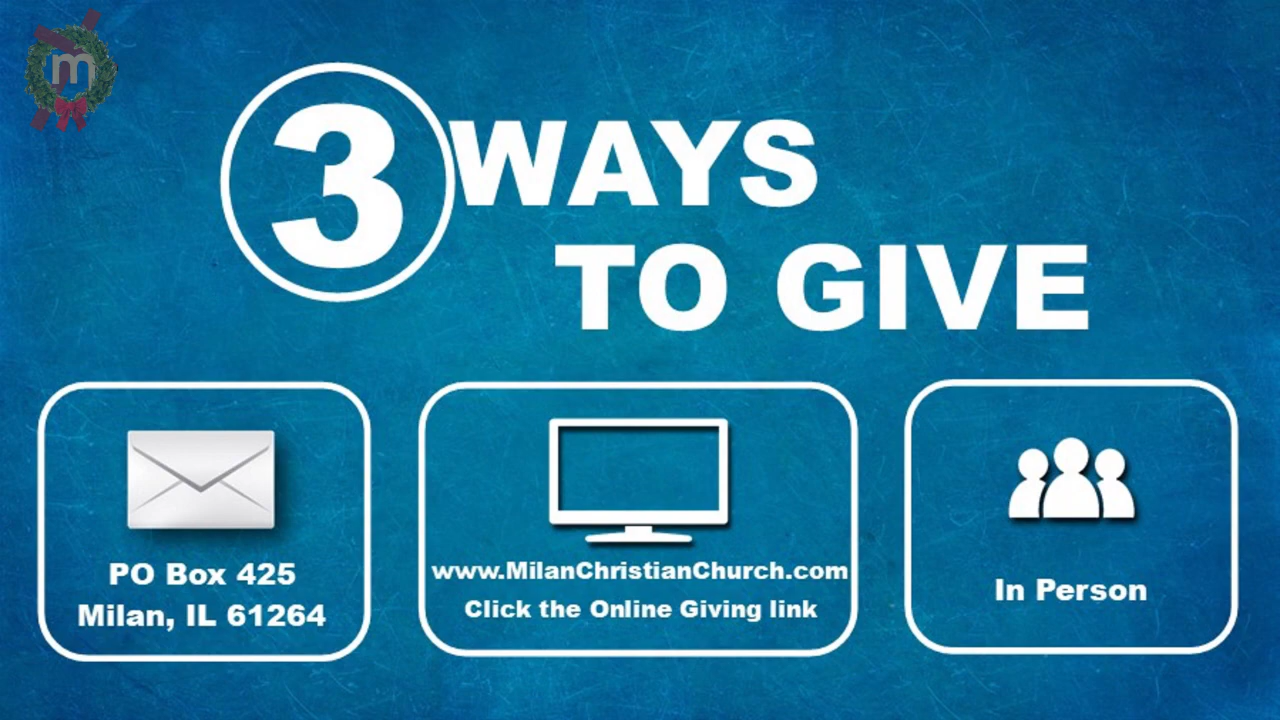 m
3 WAYS
TO GIVE
PO Box 425
Milan, IL 61264
www.MilanChristianChurch.com
Click the Online Giving link
In Person